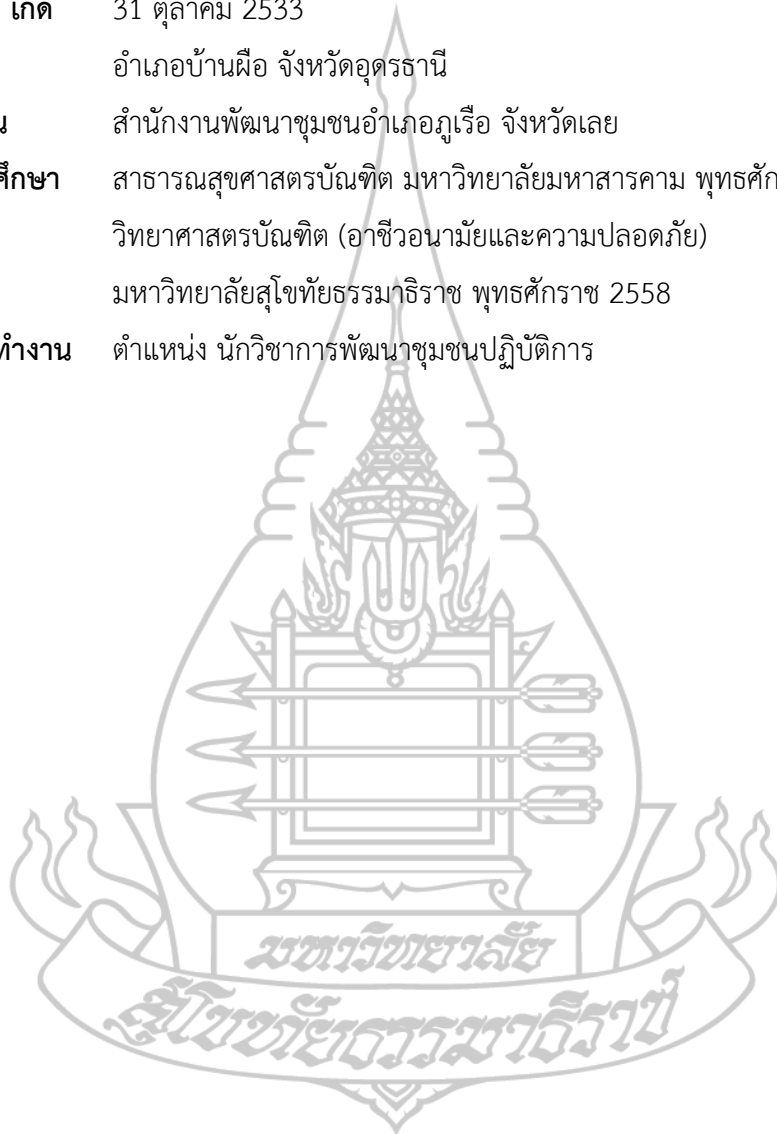 เกิด 31 ตุลาคม 2533
อำเภอบ้านผือ จังหวัดอุดรธานี
สำนักงานพัฒนาชุมชนอำเภอภูเรือ จังหวัดเลย
สาธารณสุขศาสตรบัณฑิต มหาวิทยาลัยมหาสารคาม
วิทยาศาสตรบัณฑิต (อาชีวอนามัยและความปลอดภัย)
มหาวิทยาลัยสุโขทัยธรรมาธิราช พุทธศักราช 2558
ทำงาน ตำแหน่ง นักวิชาการพัฒนาชุมชนปฏิบัติการ
มหาวิทยาลัย
สุโขทัยธรรมาธิราช